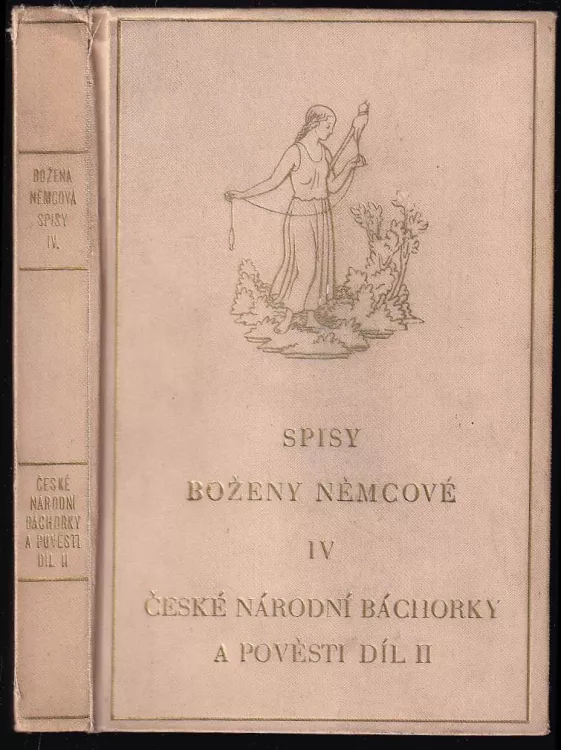 BOŽENA
NĚMCOVÁ
SPISY
IV.
ČESKÉ
NÁRODNÍ
BÁCHORKY
A POVĚSTI
DÍL II
SPISY
BOŽENY NĚMCOVÉ
IV
ČESKÉ NÁRODNÍ BÁCHORKY
A POVĚSTI DÍL II